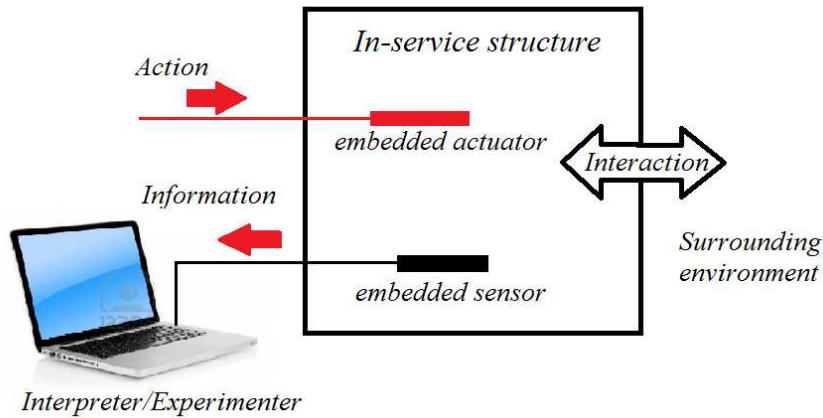 In-service structure
Action
embedded actuator
Interaction
Information
Surrounding
environment
embedded sensor
Interpreter/Experimenter